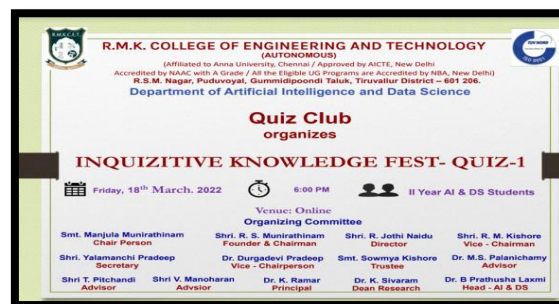 R.M.K. COLLEGE OF ENGINEERING AND TECHNOLOGY
(AUTONOMOUS)
(Affiliated to Anna University, Chennai / Approved by AICTE, New Delhi
Accredited by NAAC with A Grade / All the Eligible UG Programs are Accredited by NBA, New Delhi)
R.S.M. Nagar, Puduvoyal, Gummidipoondi Taluk, Tiruvallur District – 601 206.
Department of Artificial Intelligence and Data Science
Quiz Club
organizes
INQUIZITIVE KNOWLEDGE FEST- QUIZ-1
Friday, 18th March. 2022 6:00 PM II Year AI & DS Students
Venue: Online
Organizing Committee
Smt. Manjula Munirathinam Shri. R. S. Munirathinam Shri. R. Jothi Naidu Shri. R. M. Kishore
Chair Person Founder & Chairman Director Vice - Chairman
Shri. Yalamanchi Pradeep Dr. Durgadevi Pradeep Smt. Sowmya Kishore Dr. M.S. Palanichamy
Secretary Vice - Chairperson Trustee Advisor
Shri T. Pitchandi Shri V. Manoharan Dr. K. Ramar Dr. K. Sivaram Dr. B Prathusha Laxmi
Advisor Advsior Principal Dean Research Head - AI & DS